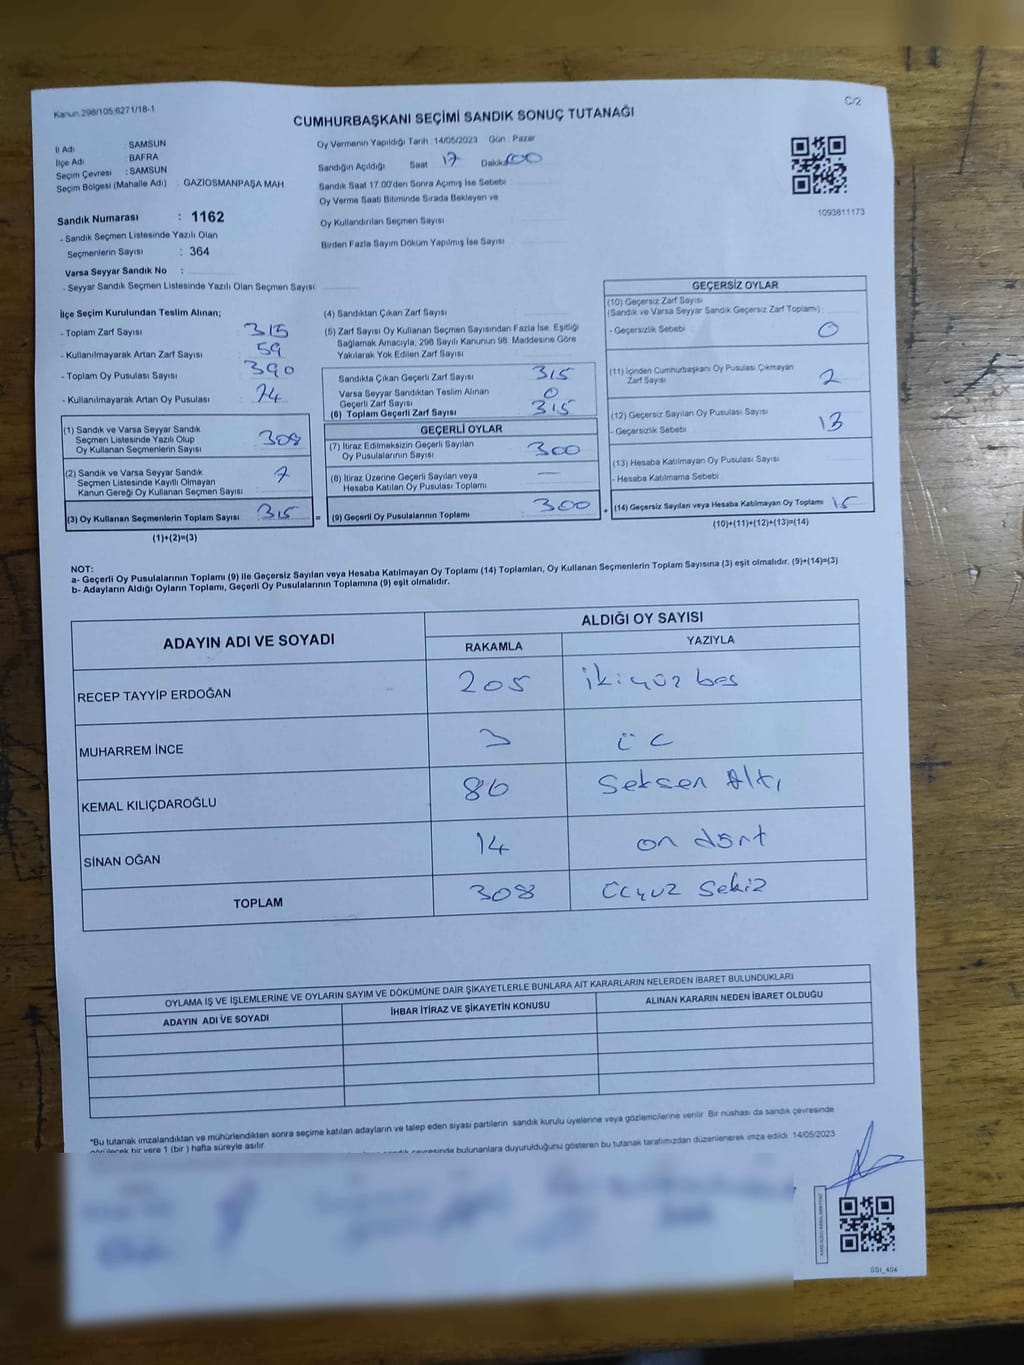 Kanun:298/105;6271/18-1
C/2
CUMHURBAŞKANI SEÇİMİ SANDIK SONUÇ TUTANAĞI
İl Adı SAMSUN
İlçe Adı BAFRA
Seçim Çevresi : SAMSUN
Seçim Bölgesi (Mahalle Adı) : GAZİOSMANPAŞA MAH
Sandık Numarası : 1162
- Sandık Seçmen Listesinde Yazılı Olan
Seçmenlerin Sayısı : 364
Varsa Seyyar Sandık No :
- Seyyar Sandık Seçmen Listesinde Yazılı Olan Seçmen Sayısı:
Oy Vermenin Yapıldığı Tarih :14/05/2023 Gün : Pazar
Sandığın Açıldığı Saat 17 Dakika 00
Sandık Saat 17.00'den Sonra Açımış İse Sebebi :
Oy Verme Saati Bitiminde Sırada Bekleyen ve
Oy Kullandırılan Seçmen Sayısı
Birden Fazla Sayım Döküm Yapılmış İse Sayısı
1093811173
İlçe Seçim Kurulundan Teslim Alınan;
- Toplam Zarf Sayısı 315
- Kullanılmayarak Artan Zarf Sayısı 59
- Toplam Oy Pusulası Sayısı 390
- Kullanılmayarak Artan Oy Pusulası 74
(1) Sandık ve Varsa Seyyar Sandık
Seçmen Listesinde Yazılı Olup
Oy Kullanan Seçmenlerin Sayısı 308
(2) Sandık ve Varsa Seyyar Sandık
Seçmen Listesinde Kayıtlı Olmayan
Kanun Gereği Oy Kullanan Seçmen Sayısı 7
(3) Oy Kullanan Seçmenlerin Toplam Sayısı 315 =
(1)+(2)=(3)
(4) Sandıktan Çıkan Zarf Sayısı
(5) Zarf Sayısı Oy Kullanan Seçmen Sayısından Fazla İse, Eşitliği
Sağlamak Amacıyla; 298 Sayılı Kanunun 98. Maddesine Göre
Yakılarak Yok Edilen Zarf Sayısı
Sandıkta Çıkan Geçerli Zarf Sayısı 315
Varsa Seyyar Sandıktan Teslim Alınan
Geçerli Zarf Sayısı 0
(6) Toplam Geçerli Zarf Sayısı 315
GEÇERLİ OYLAR
(7) İtiraz Edilmeksizin Geçerli Sayılan
Oy Pusulalarının Sayısı 300
(8) İtiraz Üzerine Geçerli Sayılan veya
Hesaba Katılan Oy Pusulası Toplamı —
(9) Geçerli Oy Pusulalarının Toplamı 300 +
GEÇERSİZ OYLAR
(10) Geçersiz Zarf Sayısı
(Sandık ve Varsa Seyyar Sandık Geçersiz Zarf Toplamı)
- Geçersizlik Sebebi 0
(11) İçinden Cumhurbaşkanı Oy Pusulası Çıkmayan
Zarf Sayısı 2
(12) Geçersiz Sayılan Oy Pusulası Sayısı
- Geçersizlik Sebebi 13
(13) Hesaba Katılmayan Oy Pusulası Sayısı
- Hesaba Katılmama Sebebi
(14) Geçersiz Sayılan veya Hesaba Katılmayan Oy Toplamı 15
(10)+(11)+(12)+(13)=(14)
NOT:
a- Geçerli Oy Pusulalarının Toplamı (9) ile Geçersiz Sayılan veya Hesaba Katılmayan Oy Toplamı (14) Toplamları, Oy Kullanan Seçmenlerin Toplam Sayısına (3) eşit olmalıdır. (9)+(14)=(3)
b- Adayların Aldığı Oyların Toplamı, Geçerli Oy Pusulalarının Toplamına (9) eşit olmalıdır.
ADAYIN ADI VE SOYADI
ALDIĞI OY SAYISI
RAKAMLA YAZIYLA
RECEP TAYYİP ERDOĞAN 205 ikiyüz beş
MUHARREM İNCE 3 üc
KEMAL KILIÇDAROĞLU 86 Seksen Altı
SİNAN OĞAN 14 on dört
TOPLAM 308 Üçyüz Sekiz
OYLAMA İŞ VE İŞLEMLERİNE VE OYLARIN SAYIM VE DÖKÜMÜNE DAİR ŞİKAYETLERLE BUNLARA AİT KARARLARIN NELERDEN İBARET BULUNDUKLARI
ADAYIN ADI VE SOYADI İHBAR İTİRAZ VE ŞİKAYETİN KONUSU ALINAN KARARIN NEDEN İBARET OLDUĞU
*Bu tutanak imzalandıktan ve mühürlendikten sonra seçime katılan adayların ve talep eden siyasi partilerin sandık kurulu üyelerine veya gözlemcilerine verilir. Bir nüshası da sandık çevresinde
görülecek bir yere 1 (bir) hafta süreyle asılır.
sandık çevresinde bulunanlara duyurulduğunu gösteren bu tutanak tarafımızdan düzenlenerek imza edildi. 14/05/2023
SSI_404